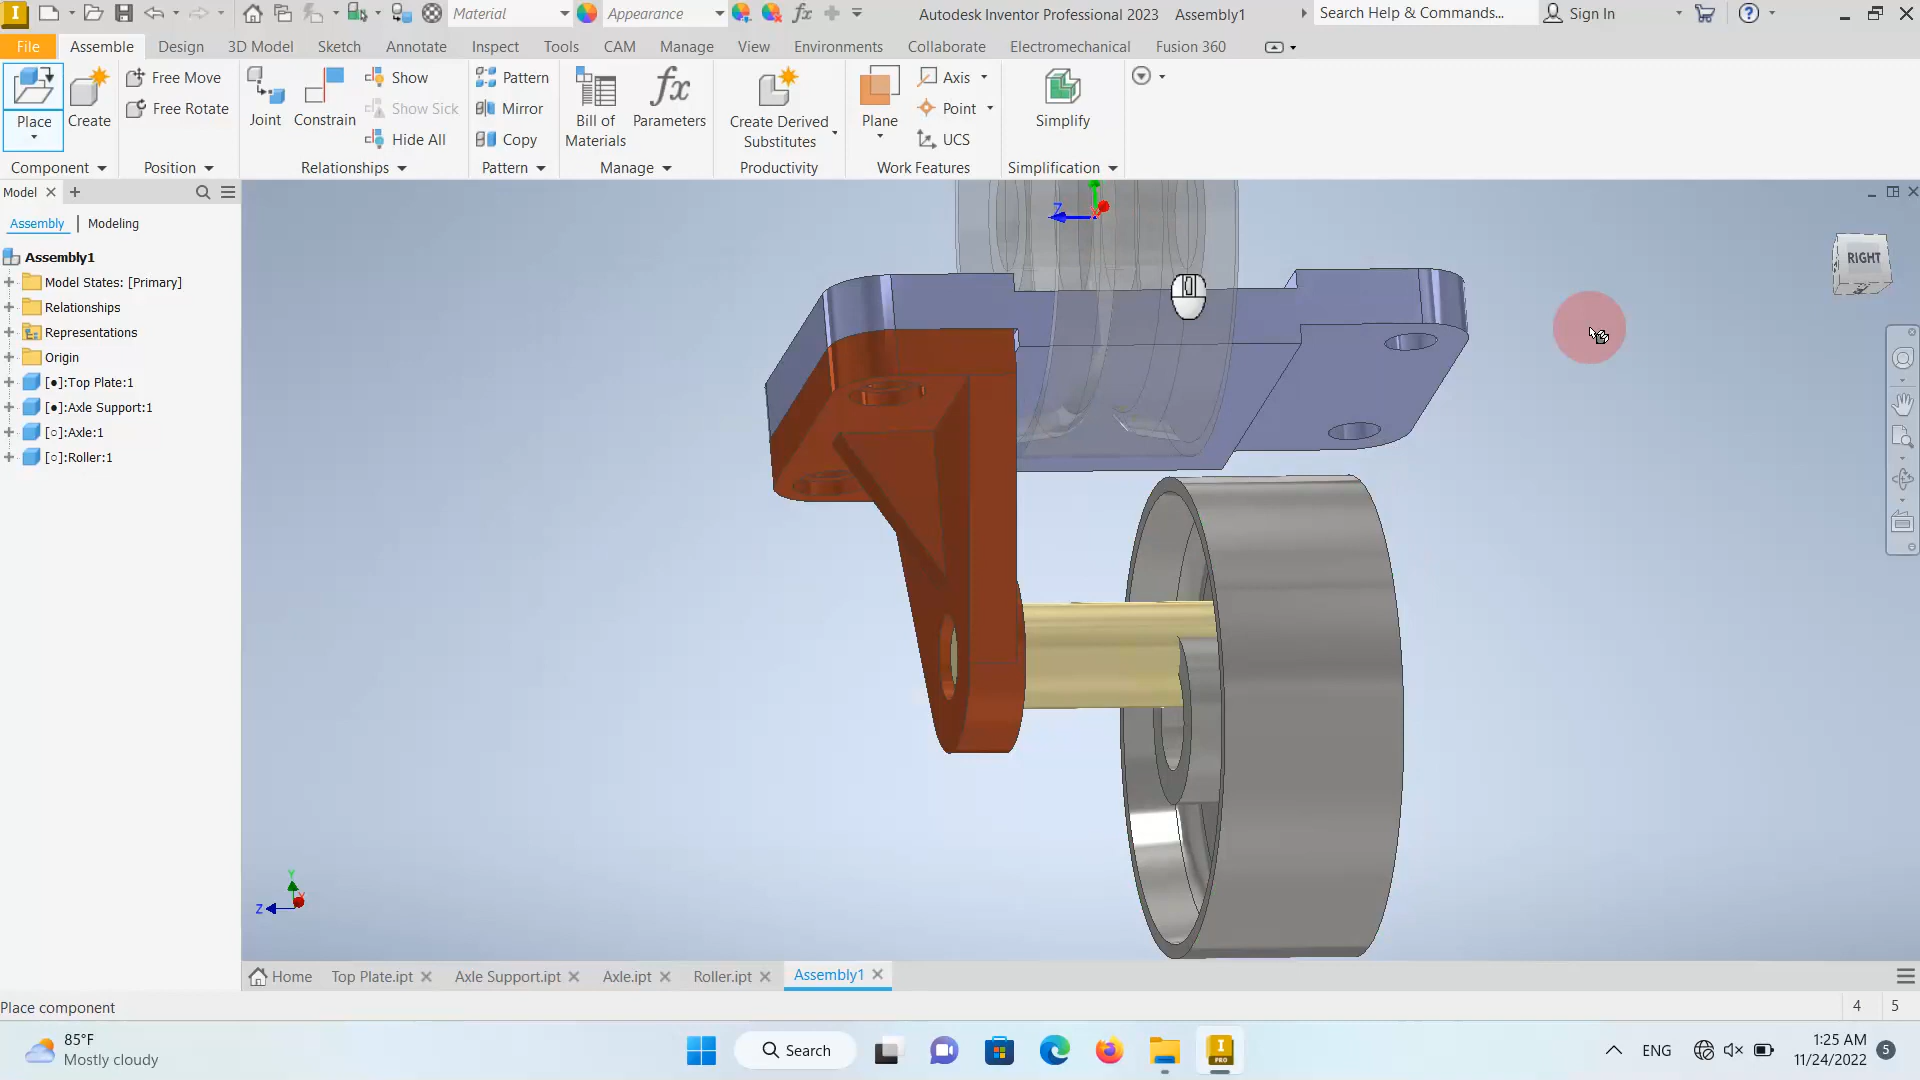 Material
Appearance
Autodesk Inventor Professional 2023 Assembly1
Search Help & Commands...
Sign In
File Assemble Design 3D Model Sketch Annotate Inspect Tools CAM Manage View Environments Collaborate Electromechanical Fusion 360
Place
Create
Free Move
Free Rotate
Joint
Constrain
Show
Show Sick
Hide All
Pattern
Mirror
Copy
Bill of
Materials
Parameters
Create Derived
Substitutes
Plane
Axis
Point
UCS
Simplify
Component Position Relationships Pattern Manage Productivity Work Features Simplification
Model
Assembly Modeling
Assembly1
Model States: [Primary]
Relationships
Representations
Origin
[●]:Top Plate:1
[●]:Axle Support:1
[○]:Axle:1
[○]:Roller:1
Z
RIGHT
Y
Z
Home Top Plate.ipt Axle Support.ipt Axle.ipt Roller.ipt Assembly1
Place component
4 5
85°F
Mostly cloudy
Search
PRO
ENG
1:25 AM
11/24/2022
5